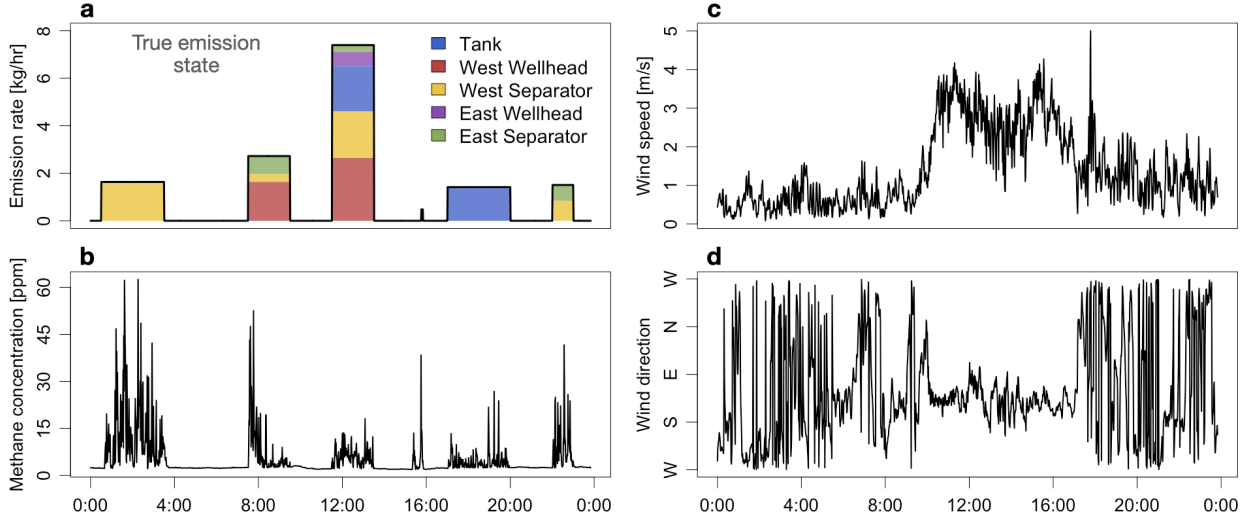 a
Emission rate [kg/hr]
8
6
4
2
0
True emission
state
Tank
West Wellhead
West Separator
East Wellhead
East Separator
b
Methane concentration [ppm]
60
45
30
15
0
0:00 4:00 8:00 12:00 16:00 20:00 0:00
c
Wind speed [m/s]
5
4
3
2
1
0
d
Wind direction
W
N
E
S
W
0:00 4:00 8:00 12:00 16:00 20:00 0:00